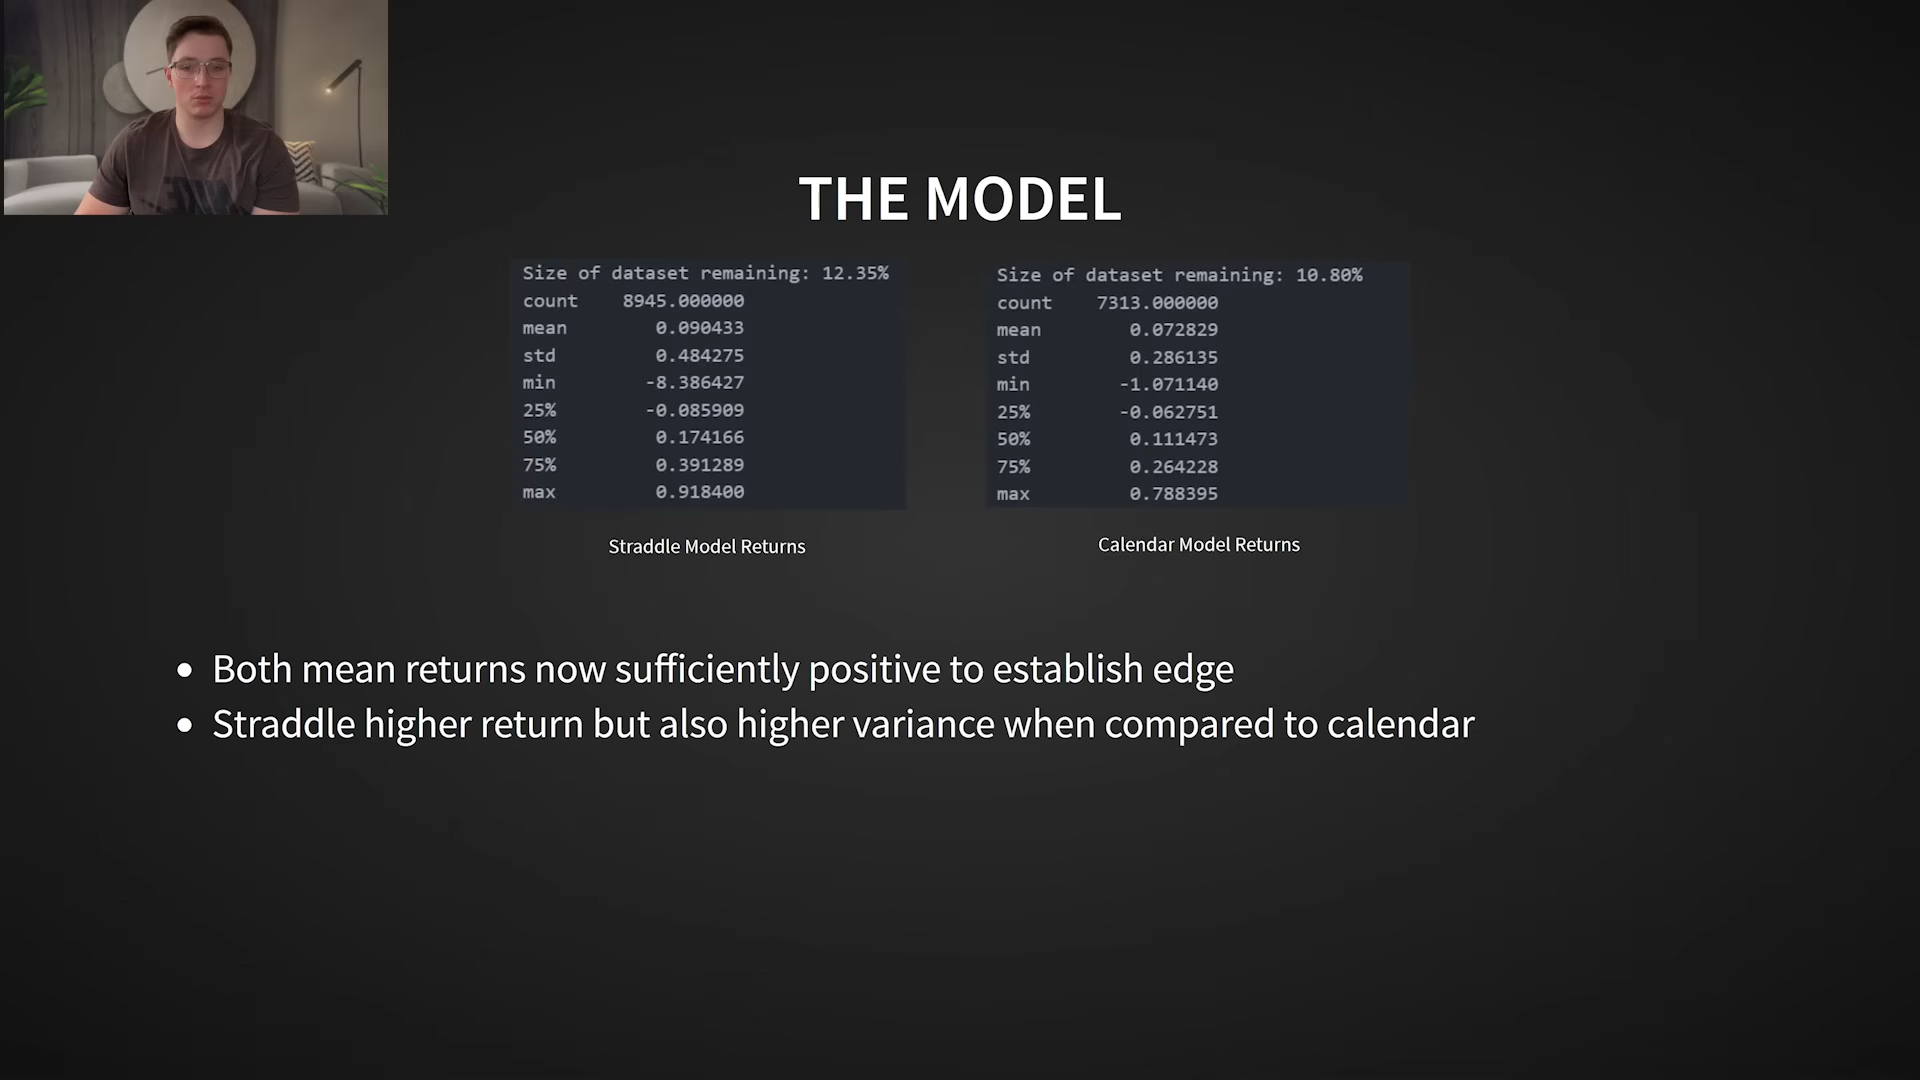 THE MODEL
Size of dataset remaining: 12.35%
count 8945.000000
mean 0.090433
std 0.484275
min -8.386427
25% -0.085909
50% 0.174166
75% 0.391289
max 0.918400
Straddle Model Returns
Size of dataset remaining: 10.80%
count 7313.000000
mean 0.072829
std 0.286135
min -1.071140
25% -0.062751
50% 0.111473
75% 0.264228
max 0.788395
Calendar Model Returns
• Both mean returns now sufficiently positive to establish edge
• Straddle higher return but also higher variance when compared to calendar